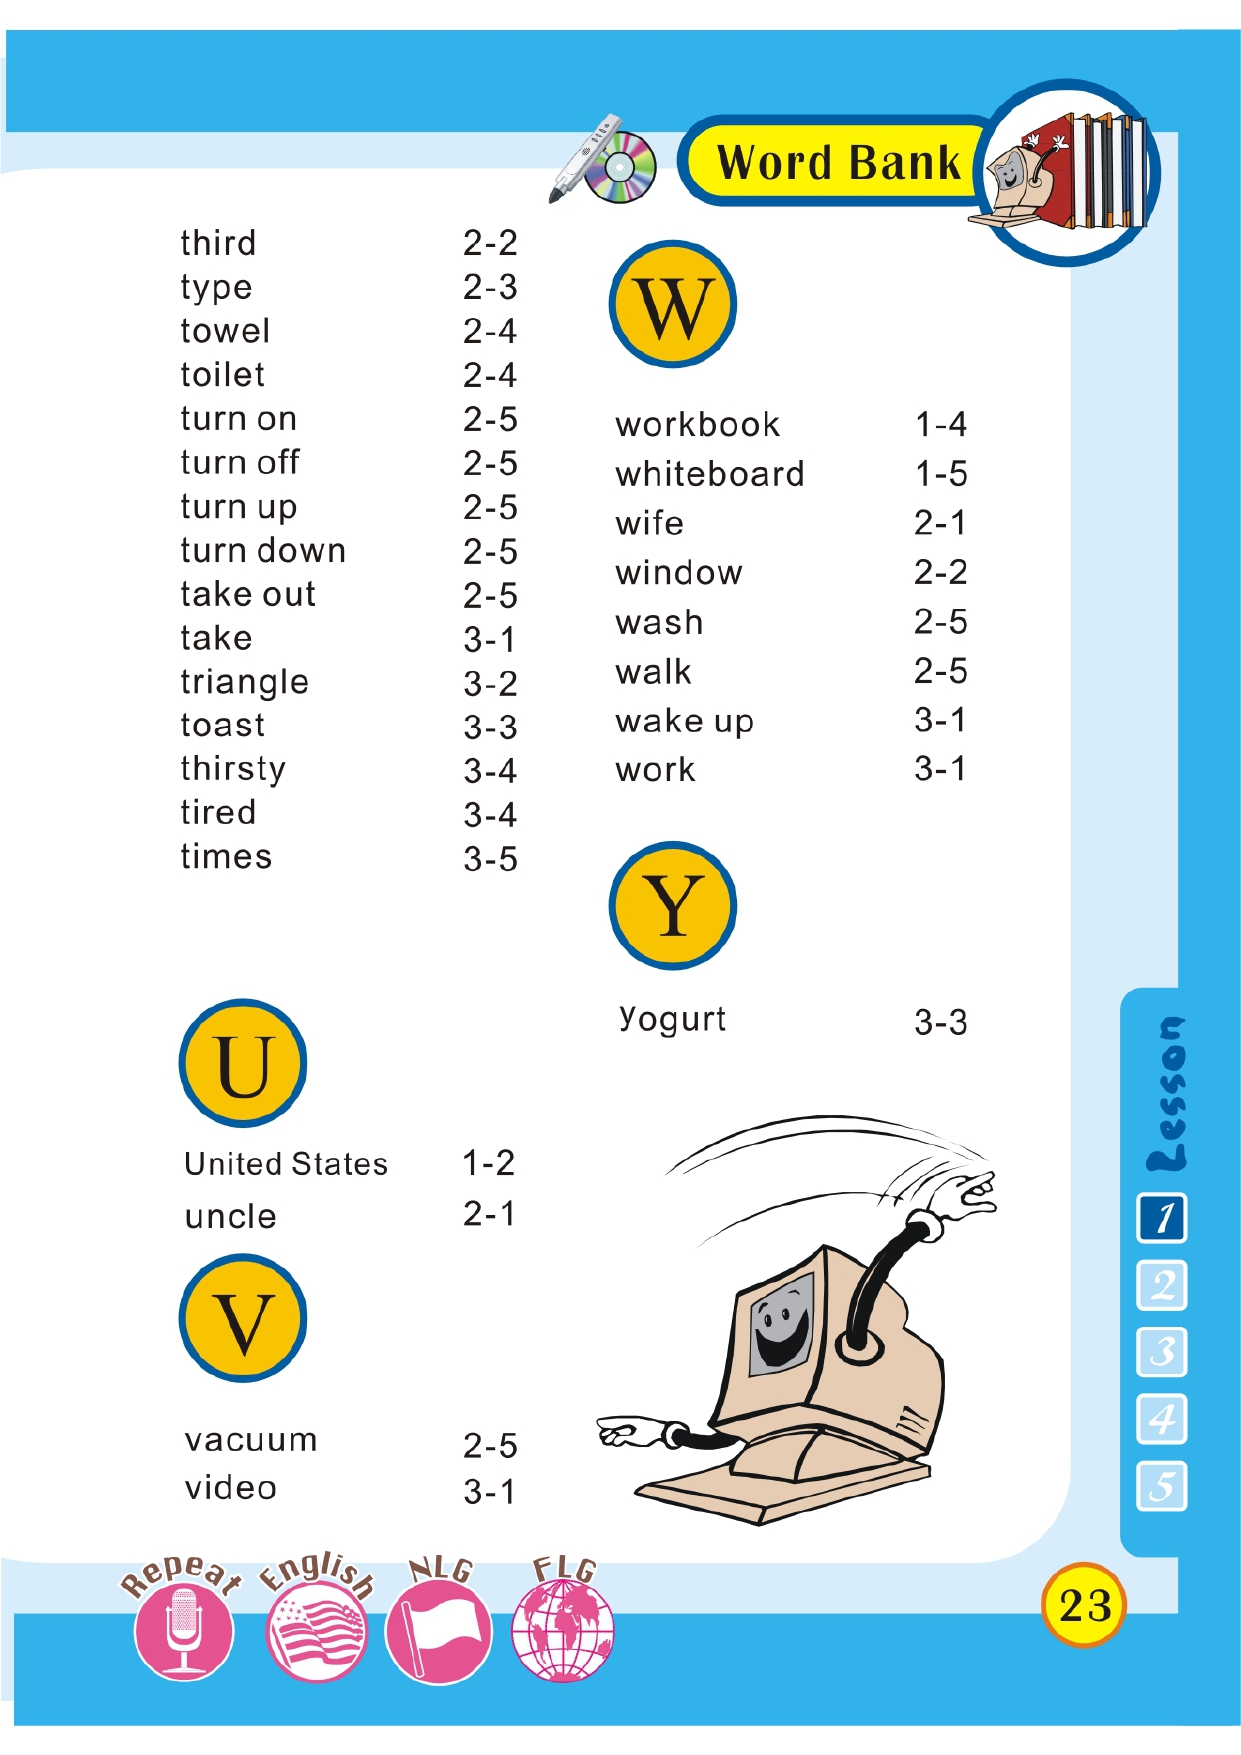 Word Bank
third 2-2
type 2-3
towel 2-4
toilet 2-4
turn on 2-5
turn off 2-5
turn up 2-5
turn down 2-5
take out 2-5
take 3-1
triangle 3-2
toast 3-3
thirsty 3-4
tired 3-4
times 3-5
U
United States 1-2
uncle 2-1
V
vacuum 2-5
video 3-1
W
workbook 1-4
whiteboard 1-5
wife 2-1
window 2-2
wash 2-5
walk 2-5
wake up 3-1
work 3-1
Y
Yogurt 3-3
Lesson
1
2
3
4
5
Repeat English NLG FLG
23